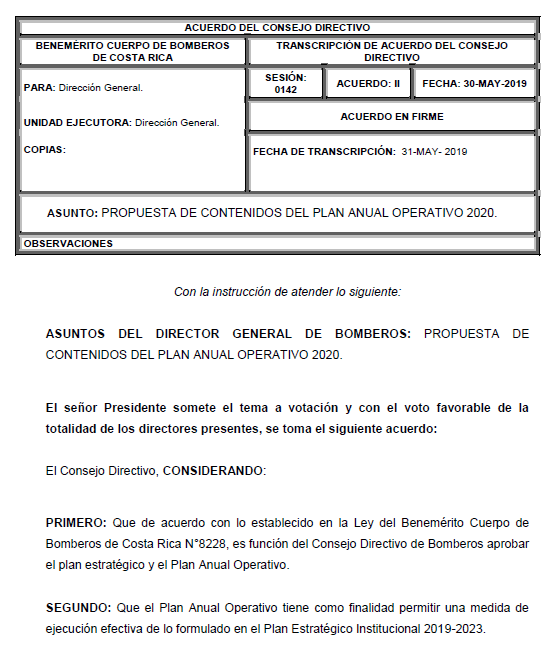 ACUERDO DEL CONSEJO DIRECTIVO
BENEMÉRITO CUERPO DE BOMBEROS
DE COSTA RICA
TRANSCRIPCIÓN DE ACUERDO DEL CONSEJO
DIRECTIVO
PARA: Dirección General.
UNIDAD EJECUTORA: Dirección General.
COPIAS:
SESIÓN:
0142
ACUERDO: II
FECHA: 30-MAY-2019
ACUERDO EN FIRME
FECHA DE TRANSCRIPCIÓN: 31-MAY- 2019
ASUNTO: PROPUESTA DE CONTENIDOS DEL PLAN ANUAL OPERATIVO 2020.
OBSERVACIONES
Con la instrucción de atender lo siguiente:
ASUNTOS DEL DIRECTOR GENERAL DE BOMBEROS: PROPUESTA DE
CONTENIDOS DEL PLAN ANUAL OPERATIVO 2020.
El señor Presidente somete el tema a votación y con el voto favorable de la
totalidad de los directores presentes, se toma el siguiente acuerdo:
El Consejo Directivo, CONSIDERANDO:
PRIMERO: Que de acuerdo con lo establecido en la Ley del Benemérito Cuerpo de
Bomberos de Costa Rica N°8228, es función del Consejo Directivo de Bomberos aprobar
el plan estratégico y el Plan Anual Operativo.
SEGUNDO: Que el Plan Anual Operativo tiene como finalidad permitir una medida de
ejecución efectiva de lo formulado en el Plan Estratégico Institucional 2019-2023.